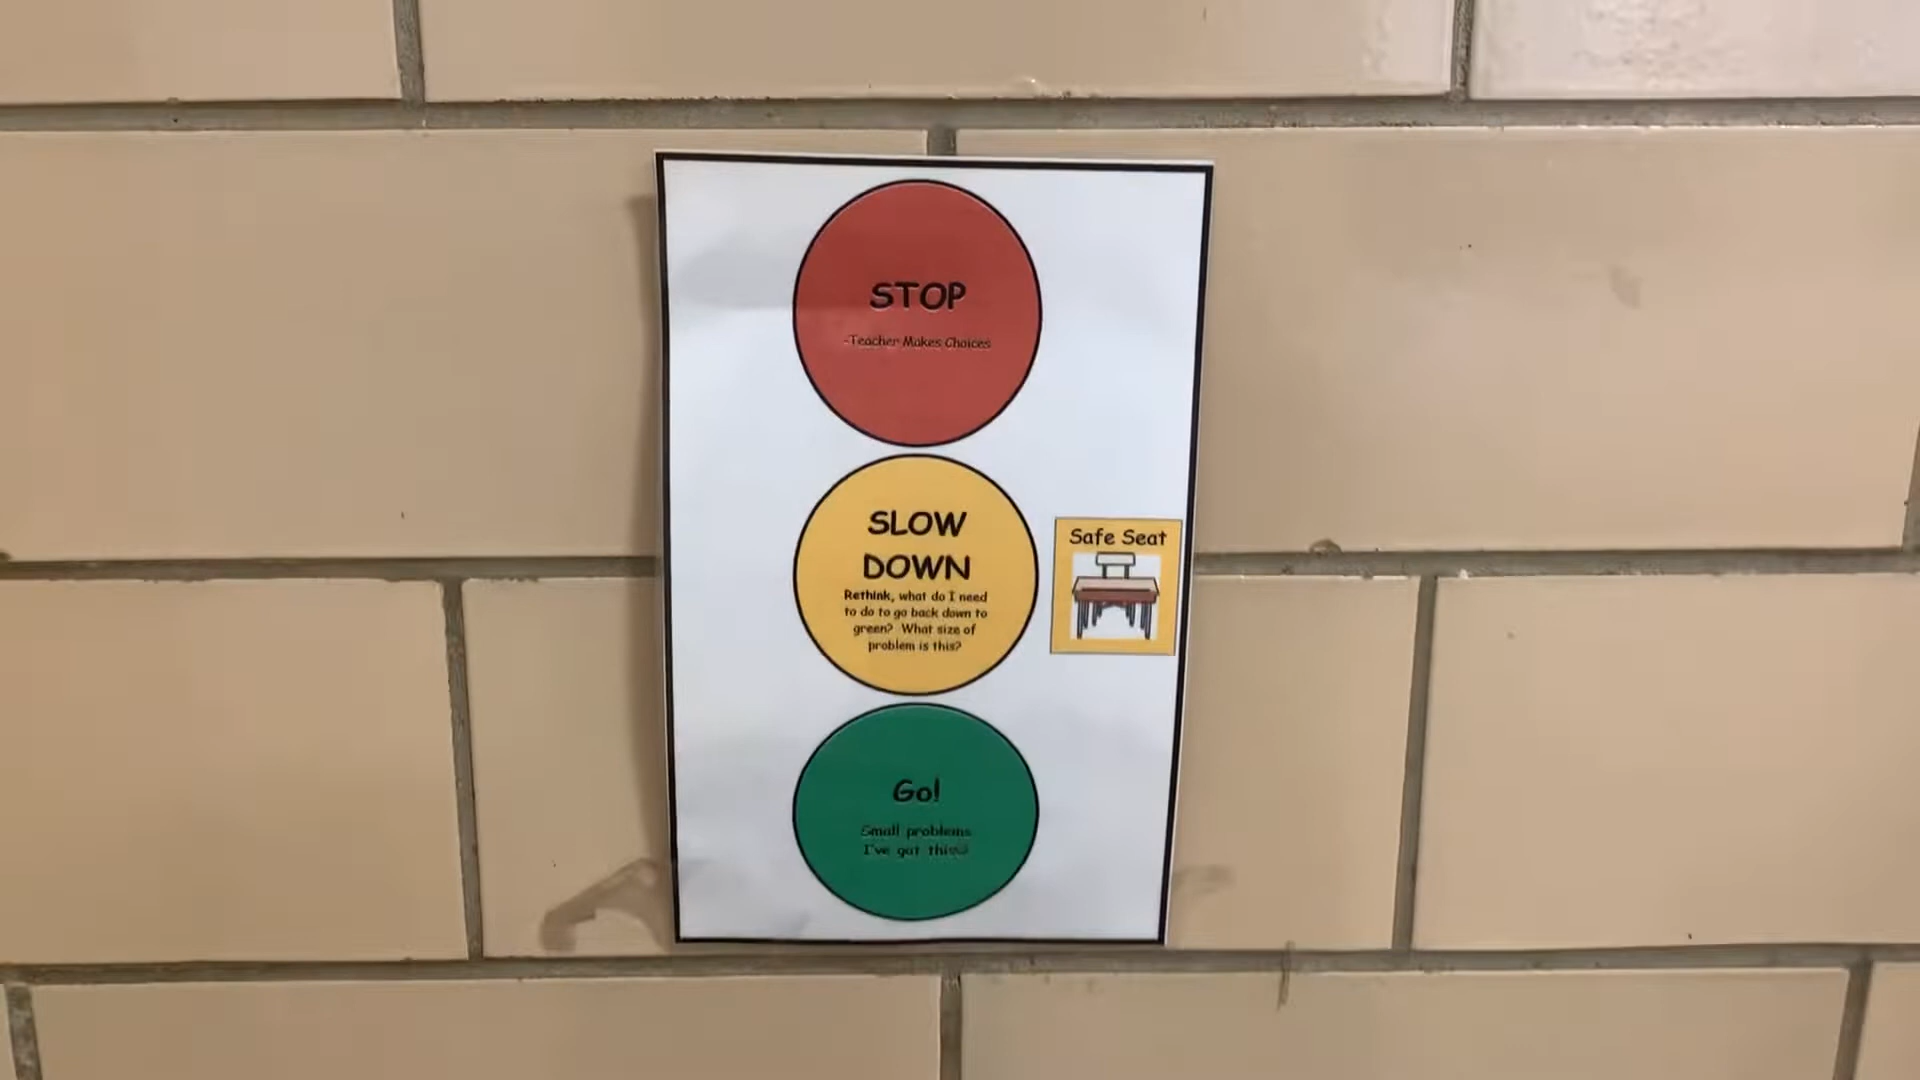 STOP
-Teacher Makes Choices
SLOW
DOWN
Rethink, what do I need
to do to go back down to
green? What size of
problem is this?
Safe Seat
Go!
Small problems
I've got this